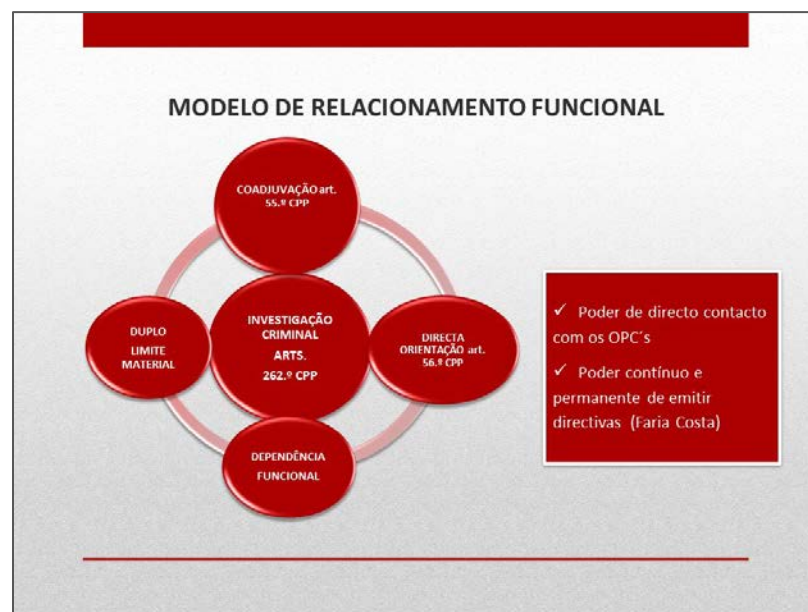 MODELO DE RELACIONAMENTO FUNCIONAL
COADJUVAÇÃO art.
55.º CPP
DUPLO
LIMITE
MATERIAL
INVESTIGAÇÃO
CRIMINAL
ARTS.
262.º CPP
DIRECTA
ORIENTAÇÃO art.
56.º CPP
DEPENDÊNCIA
FUNCIONAL
✓ Poder de directo contacto
com os OPC´s
✓ Poder contínuo e
permanente de emitir
directivas (Faria Costa)